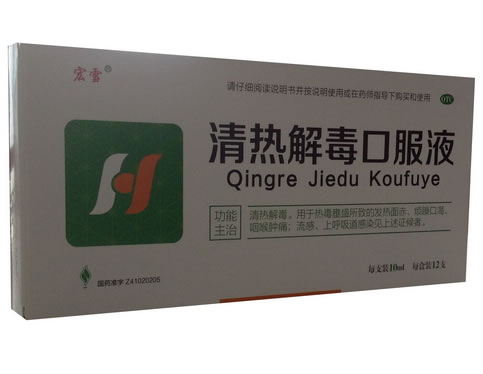 宏雪
请仔细阅读说明书并按说明使用或在药师指导下购买和使用
OTC
清热解毒口服液
Qingre Jiedu Koufuye
功能
主治
清热解毒。用于热毒壅盛所致的发热面赤、烦躁口渴、
咽喉肿痛；流感、上呼吸道感染见上述证候者。
国药准字 Z41020205
每支装10ml 每盒装12支